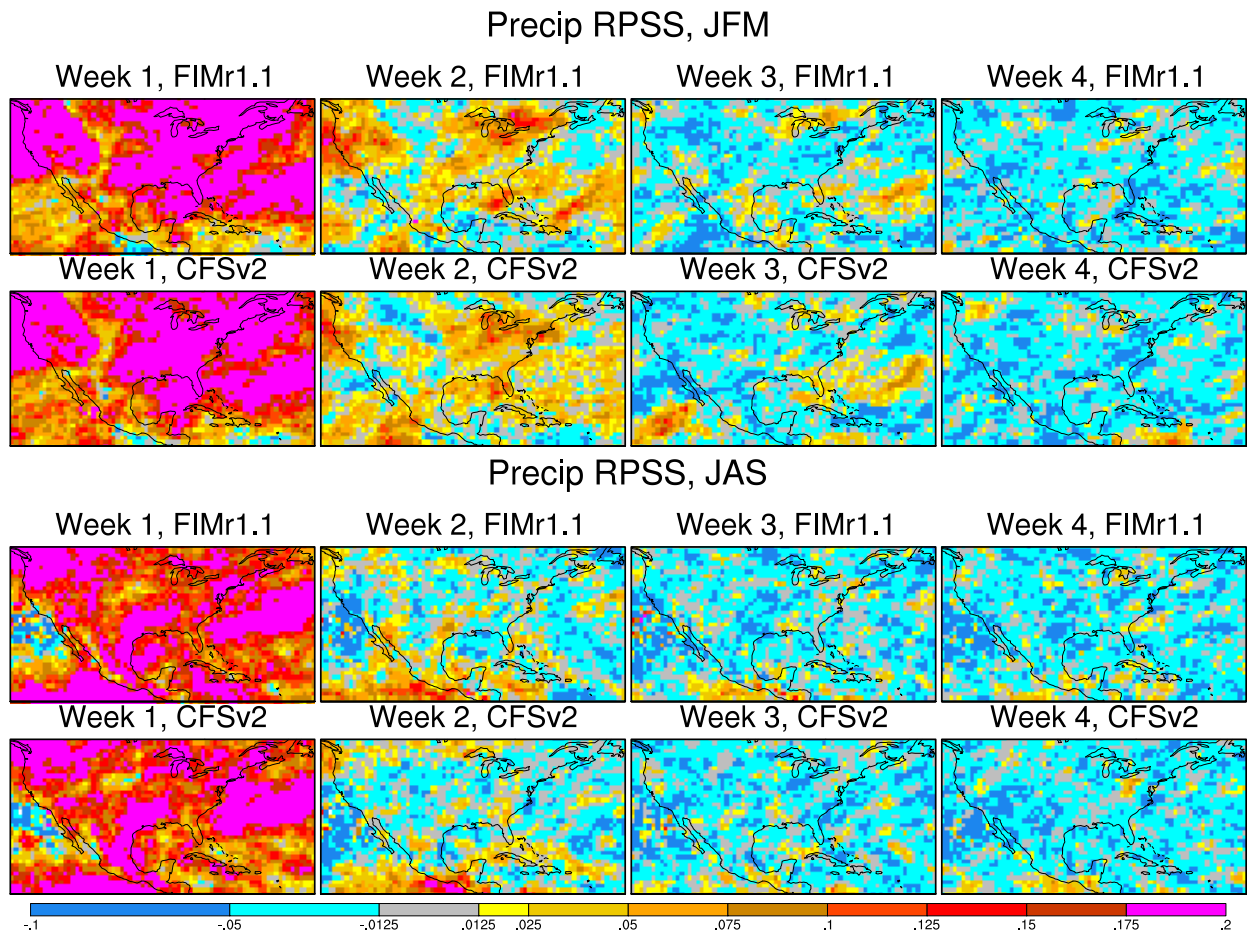 Precip RPSS, JFM
Week 1, FIMr1.1 Week 2, FIMr1.1 Week 3, FIMr1.1 Week 4, FIMr1.1
Week 1, CFSv2 Week 2, CFSv2 Week 3, CFSv2 Week 4, CFSv2
Precip RPSS, JAS
Week 1, FIMr1.1 Week 2, FIMr1.1 Week 3, FIMr1.1 Week 4, FIMr1.1
Week 1, CFSv2 Week 2, CFSv2 Week 3, CFSv2 Week 4, CFSv2
-.1 -.05 -.0125 .0125 .025 .05 .075 .1 .125 .15 .175 .2